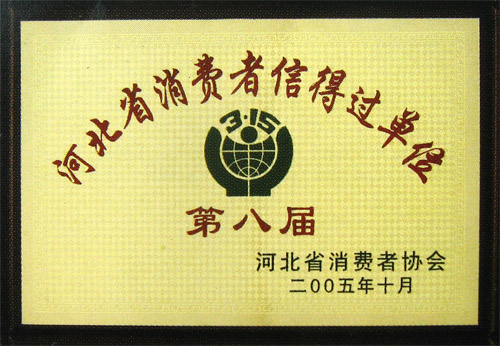 河北省消费者信得过单位
3·15
第八届
河北省消费者协会
二00五年十月